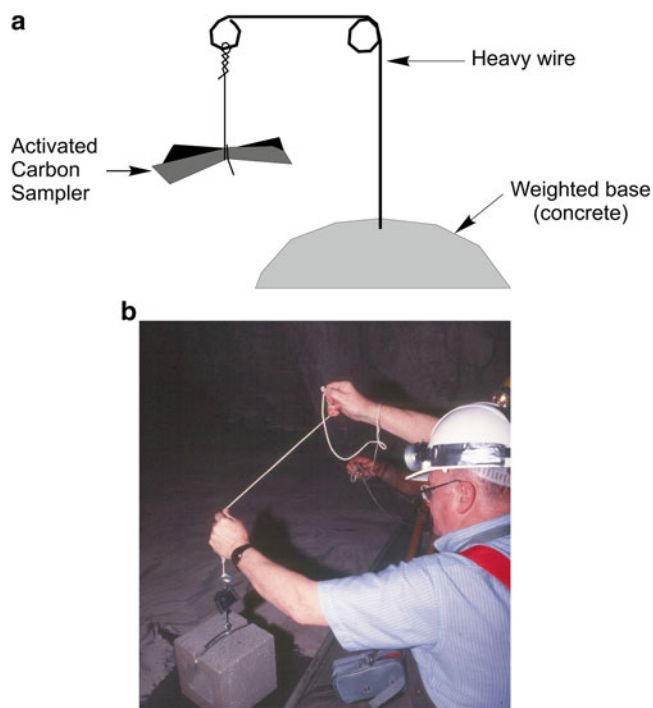 a
Heavy wire
Activated
Carbon
Sampler
Weighted base
(concrete)
b